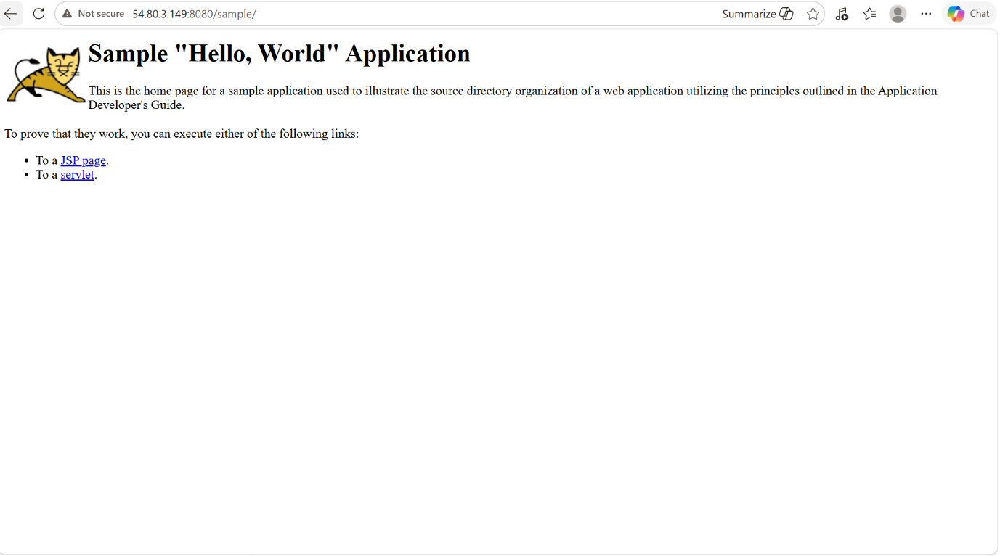 Not secure 54.80.3.149:8080/sample/ Summarize Chat
Sample "Hello, World" Application
This is the home page for a sample application used to illustrate the source directory organization of a web application utilizing the principles outlined in the Application
Developer's Guide.
To prove that they work, you can execute either of the following links:
• To a JSP page.
• To a servlet.